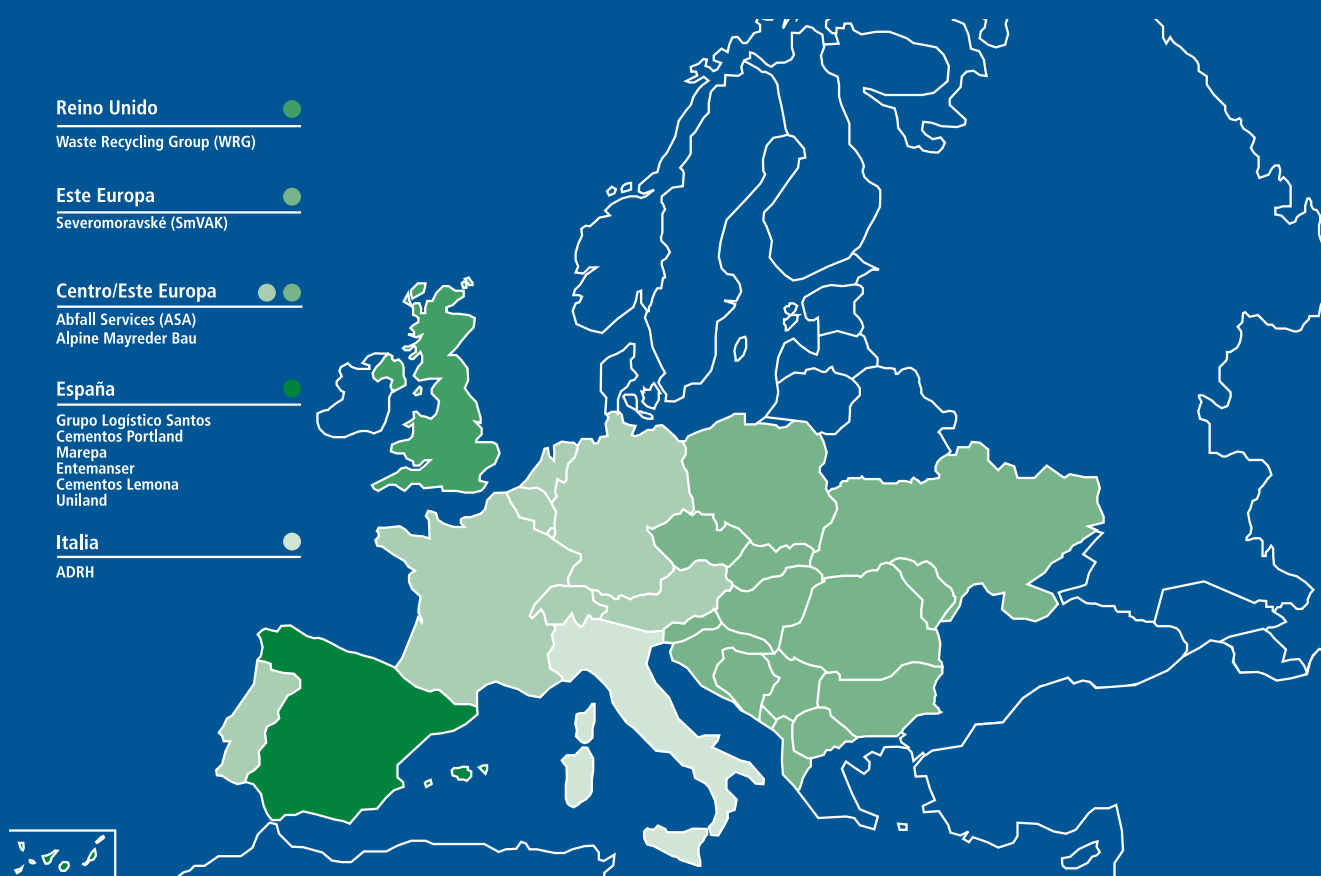 Reino Unido
Waste Recycling Group (WRG)
Este Europa
Severomoravské (SmVAK)
Centro/Este Europa
Abfall Services (ASA)
Alpine Mayreder Bau
España
Grupo Logístico Santos
Cementos Portland
Marepa
Entemanser
Cementos Lemona
Uniland
Italia
ADRH